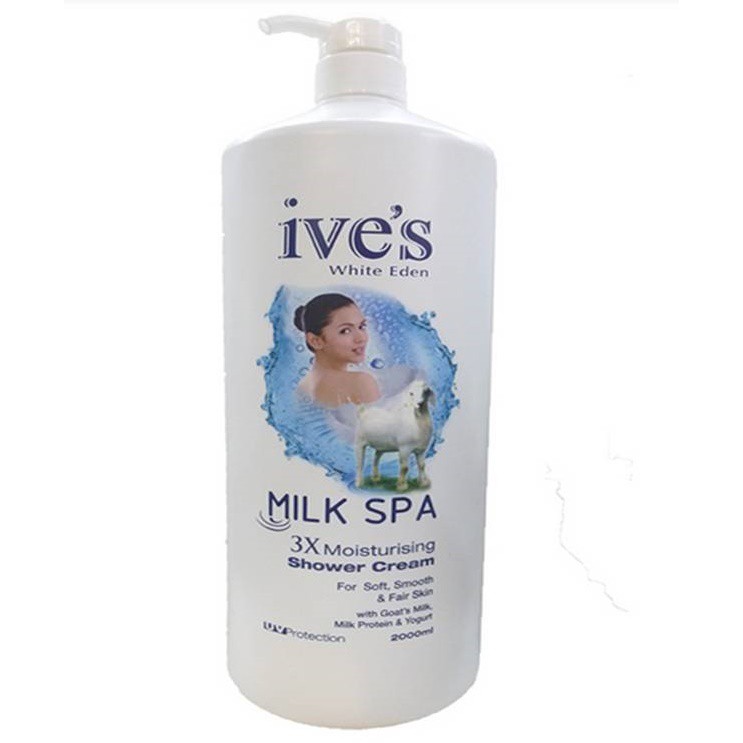 ive's
White Eden
MILK SPA
3X Moisturising
Shower Cream
For Soft, Smooth
& Fair Skin
with Goat's Milk,
Milk Protein & Yogurt
UV Protection
2000ml